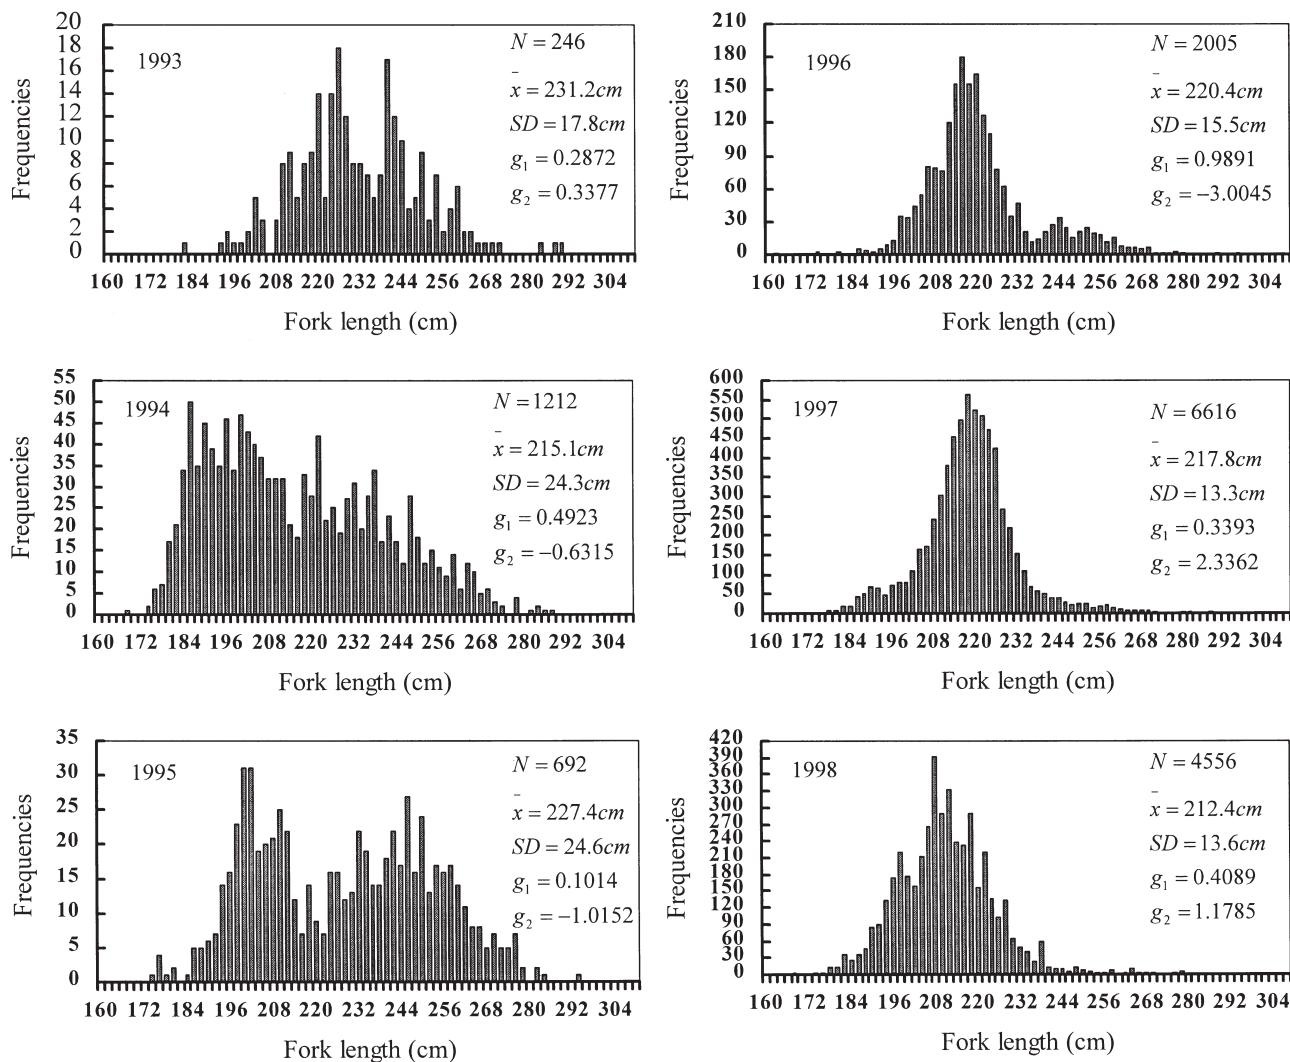 20
18
16
14
12
10
8
6
4
2
0
Frequencies
1993
N = 246
x̄ = 231.2cm
SD = 17.8cm
g₁ = 0.2872
g₂ = 0.3377
160 172 184 196 208 220 232 244 256 268 280 292 304
Fork length (cm)
210
180
150
120
90
60
30
0
Frequencies
1996
N = 2005
x̄ = 220.4cm
SD = 15.5cm
g₁ = 0.9891
g₂ = −3.0045
160 172 184 196 208 220 232 244 256 268 280 292 304
Fork length (cm)
55
50
45
40
35
30
25
20
15
10
5
0
Frequencies
1994
N = 1212
x̄ = 215.1cm
SD = 24.3cm
g₁ = 0.4923
g₂ = −0.6315
160 172 184 196 208 220 232 244 256 268 280 292 304
Fork length (cm)
600
550
500
450
400
350
300
250
200
150
100
50
0
Frequencies
1997
N = 6616
x̄ = 217.8cm
SD = 13.3cm
g₁ = 0.3393
g₂ = 2.3362
160 172 184 196 208 220 232 244 256 268 280 292 304
Fork length (cm)
35
30
25
20
15
10
5
0
Frequencies
1995
N = 692
x̄ = 227.4cm
SD = 24.6cm
g₁ = 0.1014
g₂ = −1.0152
160 172 184 196 208 220 232 244 256 268 280 292 304
Fork length (cm)
420
390
360
330
300
270
240
210
180
150
120
90
60
30
0
Frequencies
1998
N = 4556
x̄ = 212.4cm
SD = 13.6cm
g₁ = 0.4089
g₂ = 1.1785
160 172 184 196 208 220 232 244 256 268 280 292 304
Fork length (cm)